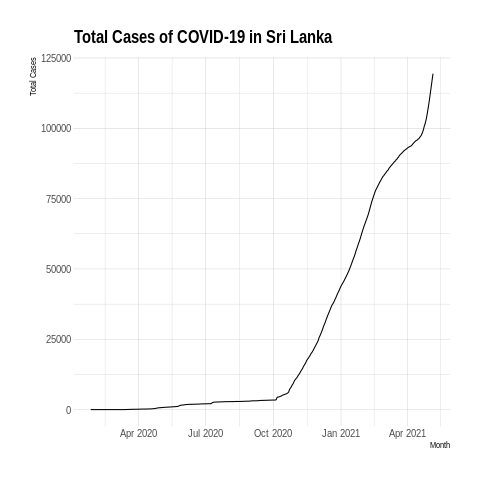 Total Cases of COVID-19 in Sri Lanka
Total Cases
125000
100000
75000
50000
25000
0
Apr 2020 Jul 2020 Oct 2020 Jan 2021 Apr 2021
Month